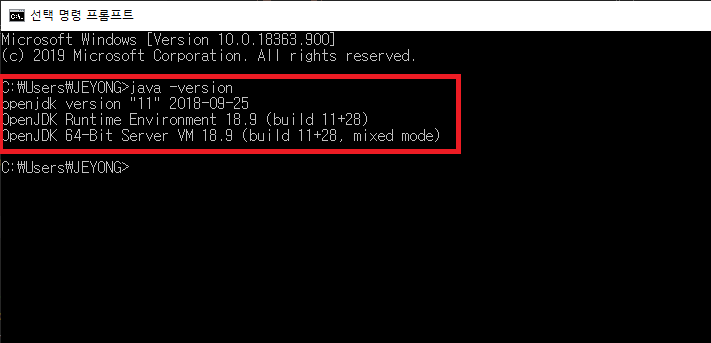 C:\. 선택 명령 프롬프트
Microsoft Windows [Version 10.0.18363.900]
(c) 2019 Microsoft Corporation. All rights reserved.
C:₩Users₩JEYONG>java -version
openjdk version "11" 2018-09-25
OpenJDK Runtime Environment 18.9 (build 11+28)
OpenJDK 64-Bit Server VM 18.9 (build 11+28, mixed mode)
C:₩Users₩JEYONG>